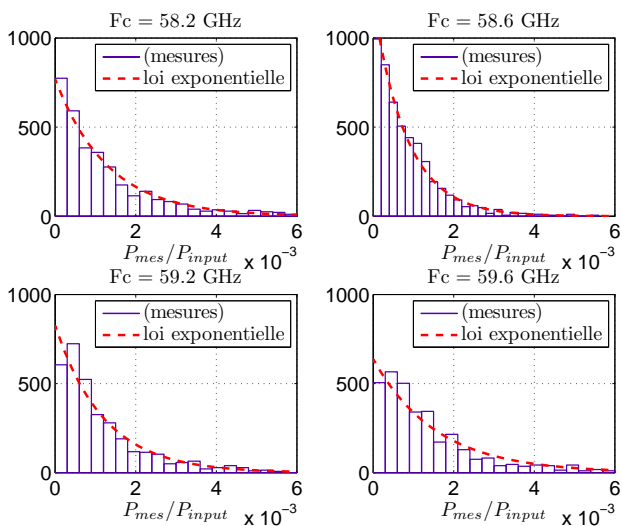 Fc = 58.2 GHz
1000
500
0
(mesures)
loi exponentielle
0 2 4 6
P_mes/P_input x 10^-3
Fc = 58.6 GHz
1000
500
0
(mesures)
loi exponentielle
0 2 4 6
P_mes/P_input x 10^-3
Fc = 59.2 GHz
1000
500
0
(mesures)
loi exponentielle
0 2 4 6
P_mes/P_input x 10^-3
Fc = 59.6 GHz
1000
500
0
(mesures)
loi exponentielle
0 2 4 6
P_mes/P_input x 10^-3